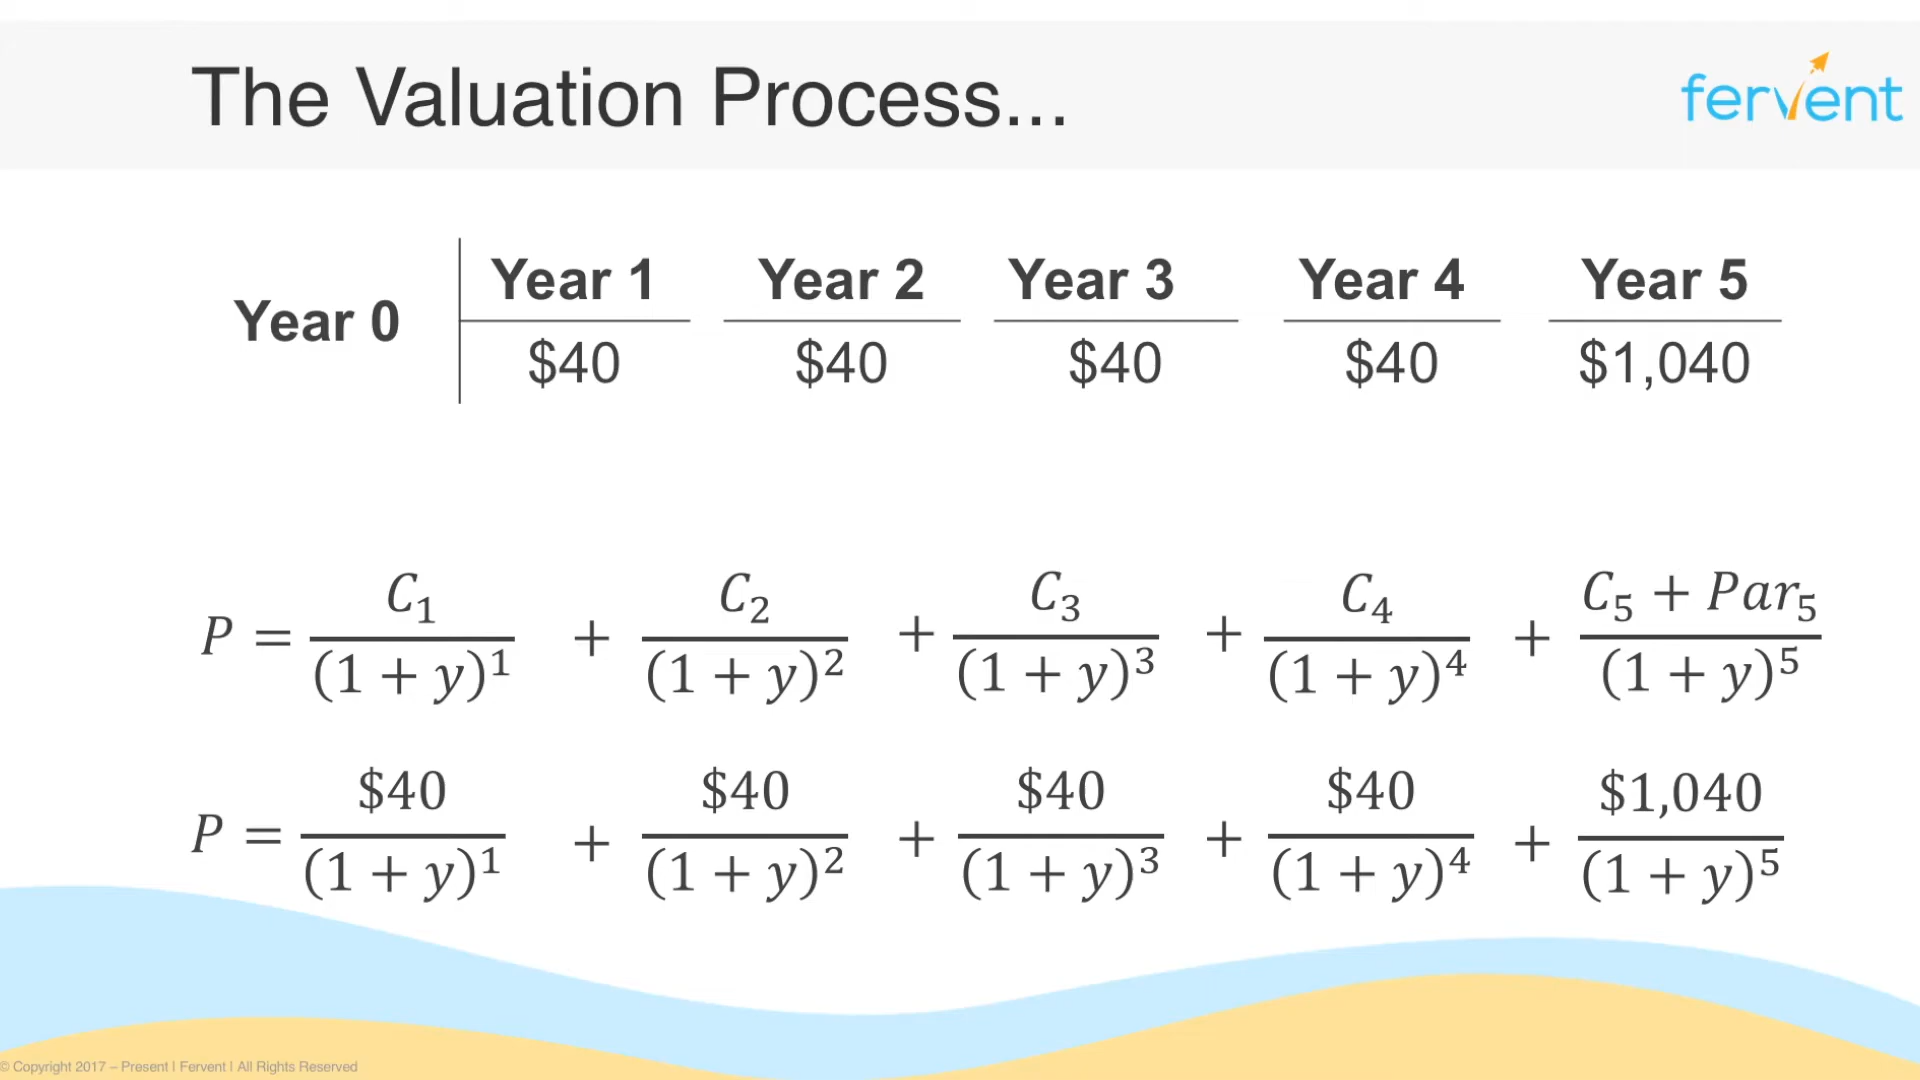 The Valuation Process...
fervent
Year 0 Year 1 Year 2 Year 3 Year 4 Year 5
$40 $40 $40 $40 $1,040
P = C₁/(1 + y)¹ + C₂/(1 + y)² + C₃/(1 + y)³ + C₄/(1 + y)⁴ + C₅ + Par₅/(1 + y)⁵
P = $40/(1 + y)¹ + $40/(1 + y)² + $40/(1 + y)³ + $40/(1 + y)⁴ + $1,040/(1 + y)⁵
© Copyright 2017 – Present | Fervent | All Rights Reserved